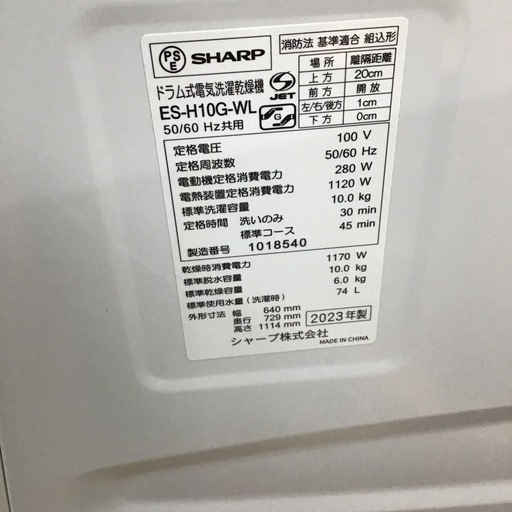 PS
E
SHARP
ドラム式電気洗濯乾燥機
ES-H10G-WL
50/60 Hz共用
S
JET
消防法 基準適合 組込形
場所 離隔距離
上方 20cm
前方 開放
左/右/後方 1cm
下方 0cm
定格電圧 100 V
定格周波数 50/60 Hz
電動機定格消費電力 280 W
電熱装置定格消費電力 1120 W
標準洗濯容量 10.0 kg
定格時間 洗いのみ 30 min
標準コース 45 min
製造番号 1018540
乾燥時消費電力 1170 W
標準脱水容量 10.0 kg
標準乾燥容量 6.0 kg
標準使用水量(洗濯時) 74 L
外形寸法 幅 640 mm
奥行 729 mm
高さ 1114 mm
2023年製
シャープ株式会社
MADE IN CHINA